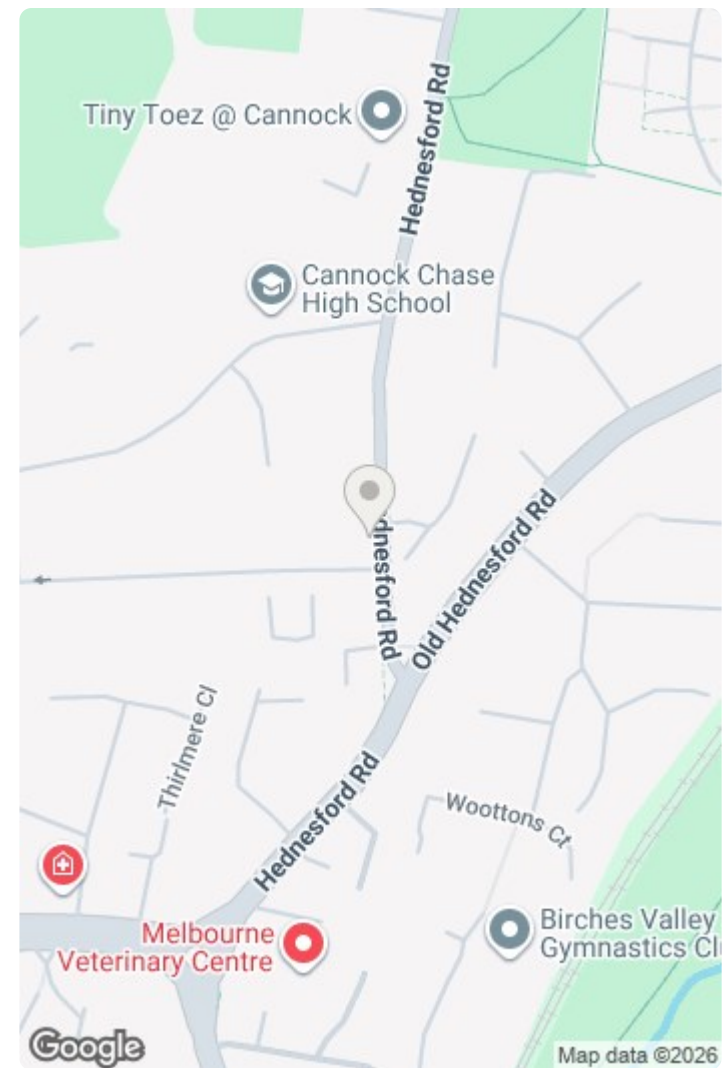 Tiny Toez @ Cannock
Hednesford Rd
Cannock Chase
High School
dnesford Rd
Old Hednesford Rd
Thirlmere Cl
Hednesford Rd
Woottons Ct
Melbourne
Veterinary Centre
Birches Valley
Gymnastics Cl
Google
Map data ©2026